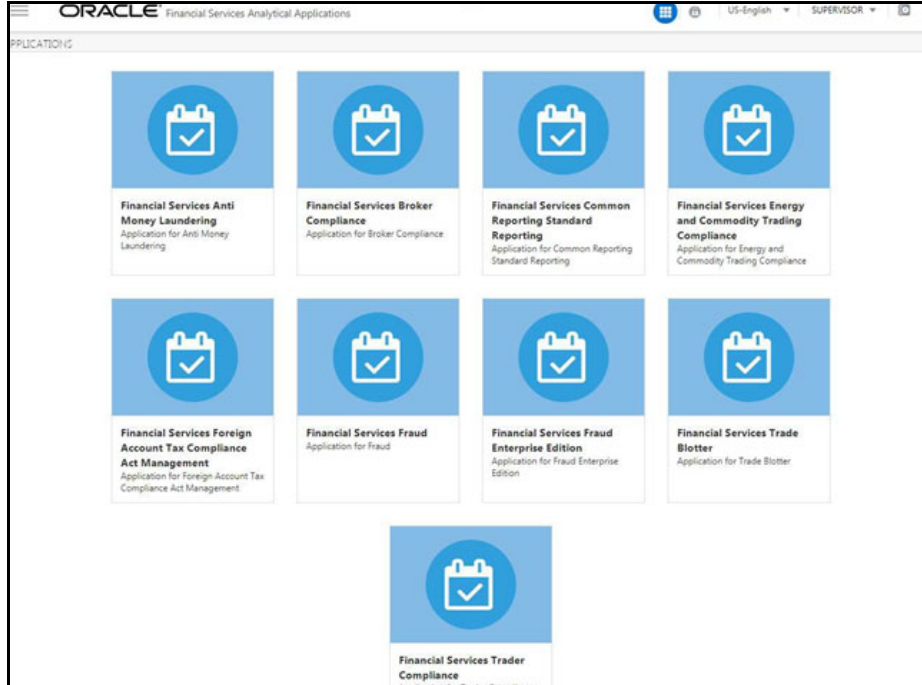 ORACLE® Financial Services Analytical Applications
US-English
SUPERVISOR
PPLICATIONS
Financial Services Anti
Money Laundering
Application for Anti Money
Laundering
Financial Services Broker
Compliance
Application for Broker Compliance
Financial Services Common
Reporting Standard
Reporting
Application for Common Reporting
Standard Reporting
Financial Services Energy
and Commodity Trading
Compliance
Application for Energy and
Commodity Trading Compliance
Financial Services Foreign
Account Tax Compliance
Act Management
Application for Foreign Account Tax
Compliance Act Management
Financial Services Fraud
Application for Fraud
Financial Services Fraud
Enterprise Edition
Application for Fraud Enterprise
Edition
Financial Services Trade
Blotter
Application for Trade Blotter
Financial Services Trader
Compliance